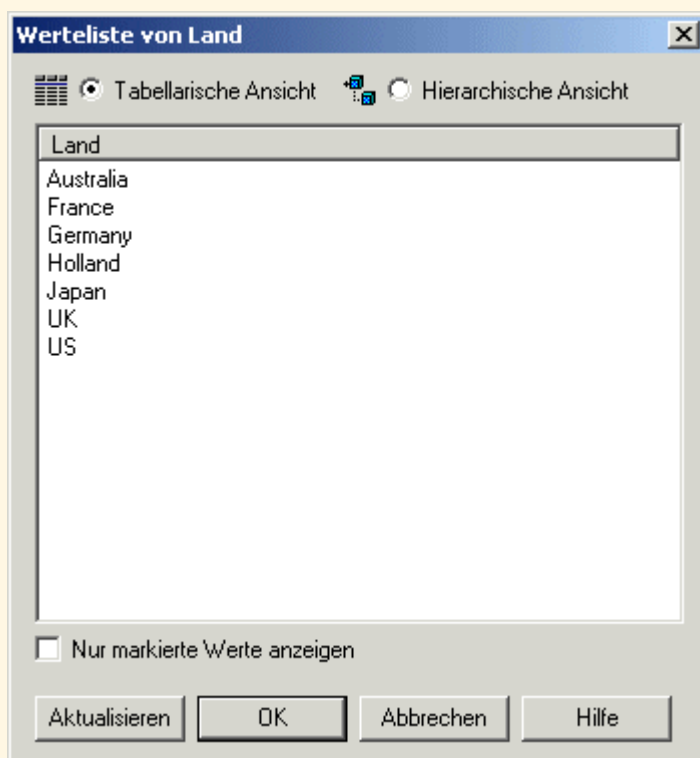 Werteliste von Land
Tabellarische Ansicht Hierarchische Ansicht
Land
Australia
France
Germany
Holland
Japan
UK
US
Nur markierte Werte anzeigen
Aktualisieren OK Abbrechen Hilfe